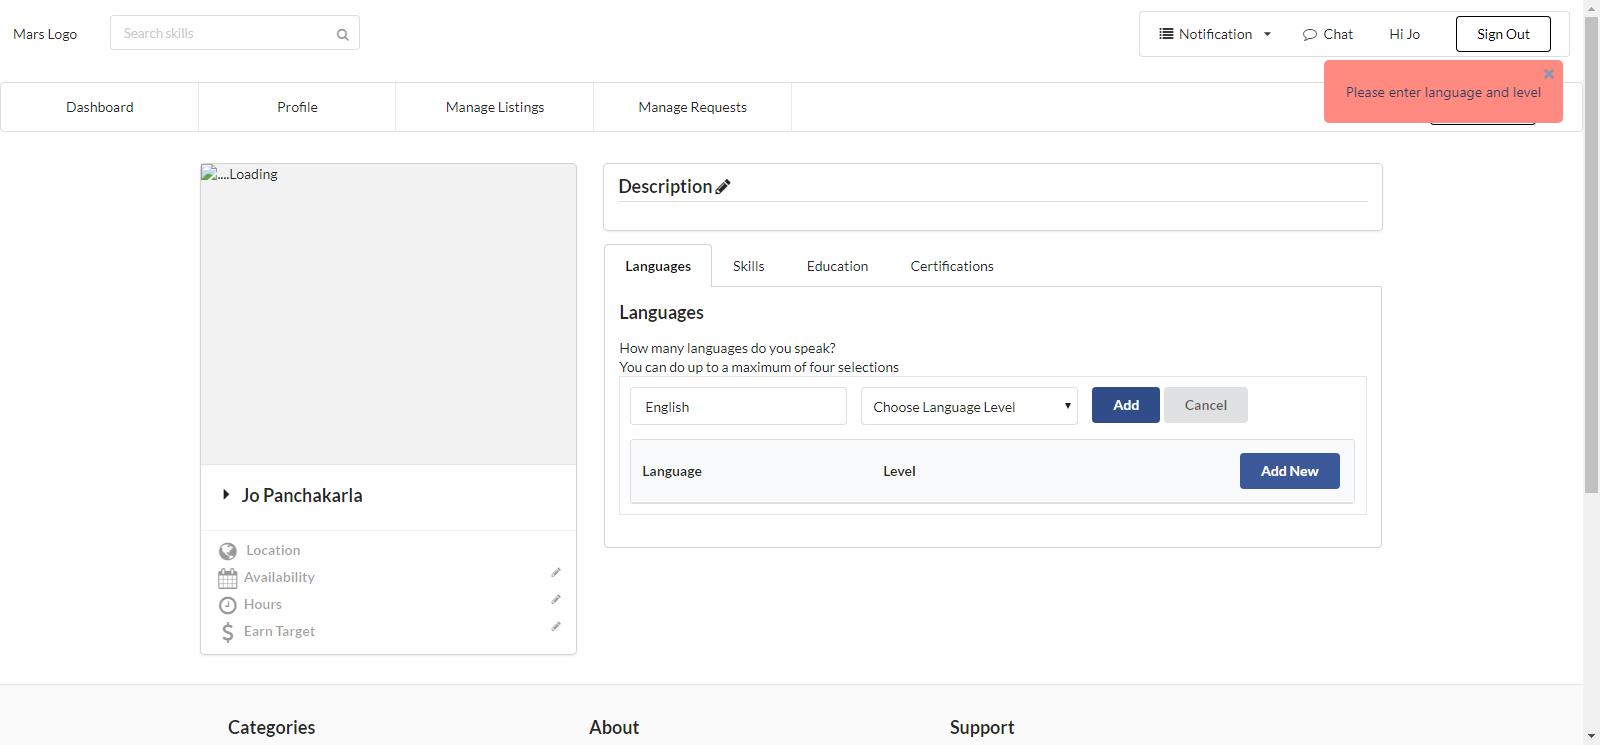 Mars Logo
Search skills
Notification
Chat
Hi Jo
Sign Out
Please enter language and level
Dashboard
Profile
Manage Listings
Manage Requests
....Loading
Description
Languages
Skills
Education
Certifications
Languages
How many languages do you speak?
You can do up to a maximum of four selections
English
Choose Language Level
Add
Cancel
Language
Level
Add New
Jo Panchakarla
Location
Availability
Hours
Earn Target
Categories
About
Support